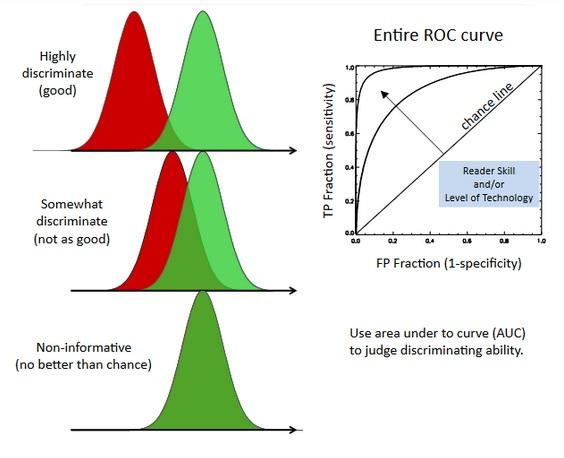 Highly
discriminate
(good)
Somewhat
discriminate
(not as good)
Non-informative
(no better than chance)
Entire ROC curve
TP Fraction (sensitivity)
1.0
0.8
0.6
0.4
0.2
0.0
chance line
Reader Skill
and/or
Level of Technology
0.0 0.2 0.4 0.6 0.8 1.0
FP Fraction (1-specificity)
Use area under to curve (AUC)
to judge discriminating ability.